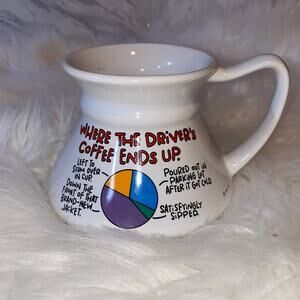 WHERE THE DRIVER'S
COFFEE ENDS UP.
LEFT TO
SCUM OVER
IN CUP.
DOWN THE
FRONT OF THAT
BRAND-NEW
JACKET.
POURED OUT IN
PARKING LOT
AFTER IT GOT COLD.
SATISFYINGLY
SIPPED.